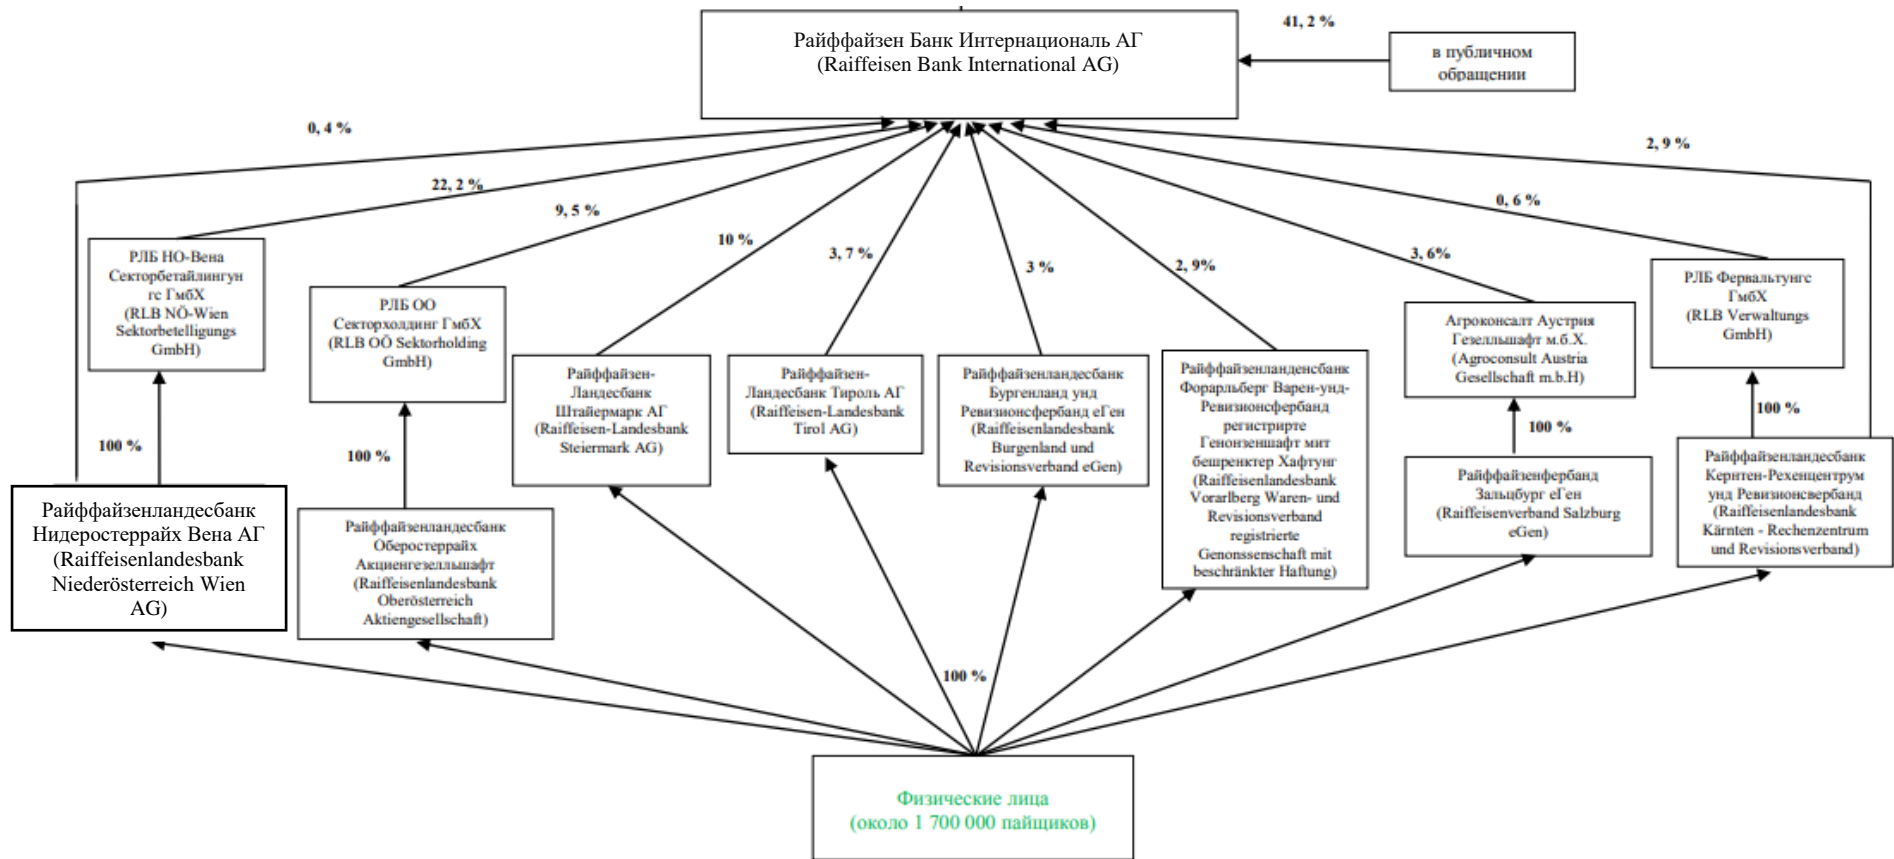 Райффайзен Банк Интернациональ АГ
(Raiffeisen Bank International AG)
41, 2 %
в публичном
обращении
0, 4 %
22, 2 %
9, 5 %
10 %
3, 7 %
3 %
2, 9%
3, 6%
0, 6 %
2, 9 %
РЛБ НО-Вена
Секторбетайлингун
гс ГмбХ
(RLB NÖ-Wien
Sektorbetelligungs
GmbH)
РЛБ ОО
Секторхолдинг ГмбХ
(RLB OÖ Sektorholding
GmbH)
Райффайзен-
Ландесбанк
Штайермарк АГ
(Raiffeisen-Landesbank
Steiermark AG)
Райффайзен-
Ландесбанк Тироль АГ
(Raiffeisen-Landesbank
Tirol AG)
Райффайзенландесбанк
Бургенланд унд
Ревизионсфербанд еГен
(Raiffeisenlandesbank
Burgenland und
Revisionsverband eGen)
Райффайзенланденсбанк
Форарльберг Варен-унд-
Ревизионсфербанд
регистрирте
Генонзеншафт мит
бешренктер Хафтунг
(Raiffeisenlandesbank
Vorarlberg Waren- und
Revisionsverband
registrierte
Genonssenschaft mit
beschränkter Haftung)
Агроконсалт Аустрия
Гезелльшафт м.б.Х.
(Agroconsult Austria
Gesellschaft m.b.H)
РЛБ Фервальтунгс
ГмбХ
(RLB Verwaltungs
GmbH)
100 %
100 %
100 %
100 %
Райффайзенландесбанк
Нидеростеррайх Вена АГ
(Raiffeisenlandesbank
Niederösterreich Wien
AG)
Райффайзенландесбанк
Оберостеррайх
Акциенгезелльшафт
(Raiffeisenlandesbank
Oberösterreich
Aktiengesellschaft)
Райффайзенфербанд
Зальцбург еГен
(Raiffeisenverband Salzburg
eGen)
Райффайзенландесбанк
Кернтен-Рехенцентрум
унд Ревизионсвербанд
(Raiffeisenlandesbank
Kärnten - Rechenzentrum
und Revisionsverband)
100 %
Физические лица
(около 1 700 000 пайщиков)